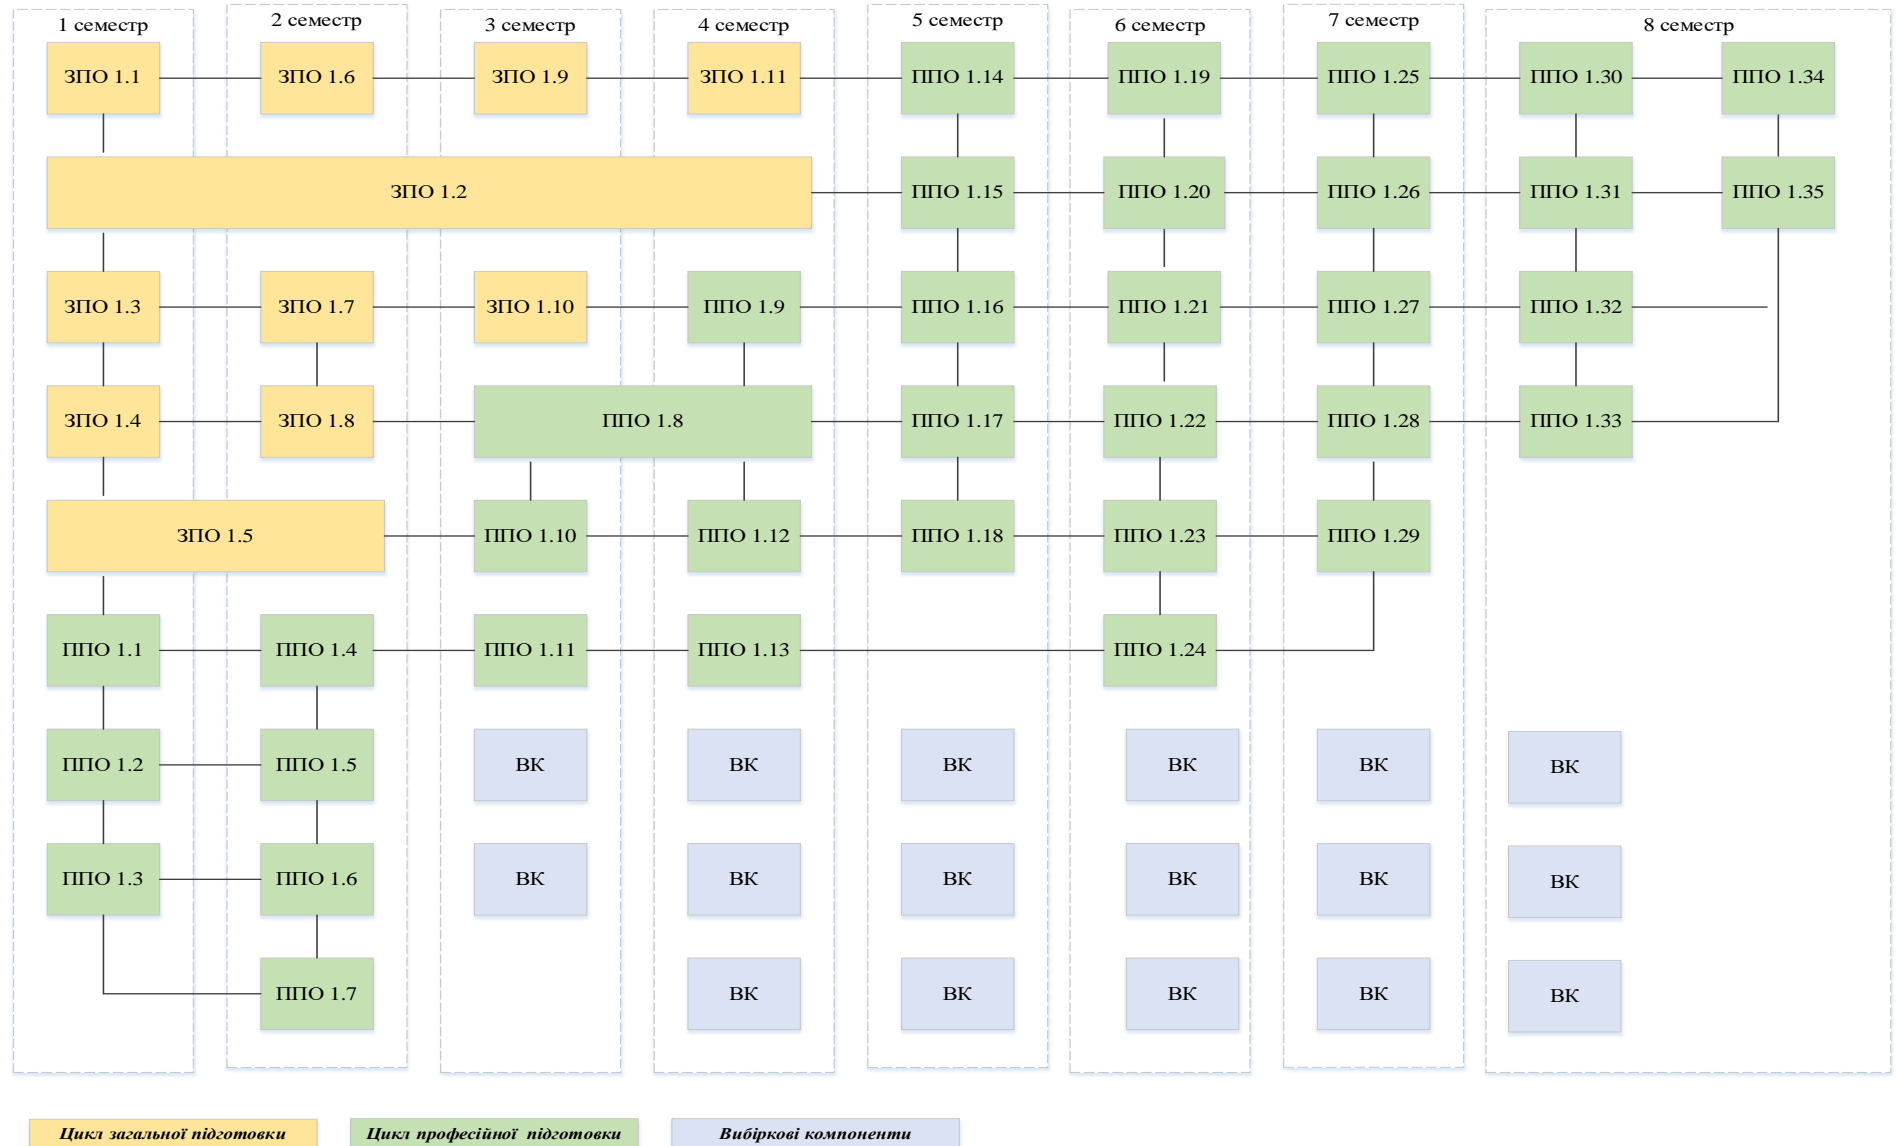 1 семестр
2 семестр
3 семестр
4 семестр
5 семестр
6 семестр
7 семестр
8 семестр
ЗПО 1.1
ЗПО 1.6
ЗПО 1.9
ЗПО 1.11
ППО 1.14
ППО 1.19
ППО 1.25
ППО 1.30
ППО 1.34
ЗПО 1.2
ППО 1.15
ППО 1.20
ППО 1.26
ППО 1.31
ППО 1.35
ЗПО 1.3
ЗПО 1.7
ЗПО 1.10
ППО 1.9
ППО 1.16
ППО 1.21
ППО 1.27
ППО 1.32
ЗПО 1.4
ЗПО 1.8
ППО 1.8
ППО 1.17
ППО 1.22
ППО 1.28
ППО 1.33
ЗПО 1.5
ППО 1.10
ППО 1.12
ППО 1.18
ППО 1.23
ППО 1.29
ППО 1.1
ППО 1.4
ППО 1.11
ППО 1.13
ППО 1.24
ППО 1.2
ППО 1.5
ВК
ВК
ВК
ВК
ВК
ВК
ППО 1.3
ППО 1.6
ВК
ВК
ВК
ВК
ВК
ВК
ППО 1.7
ВК
ВК
ВК
ВК
ВК
Цикл загальної підготовки
Цикл професійної підготовки
Вибіркові компоненти